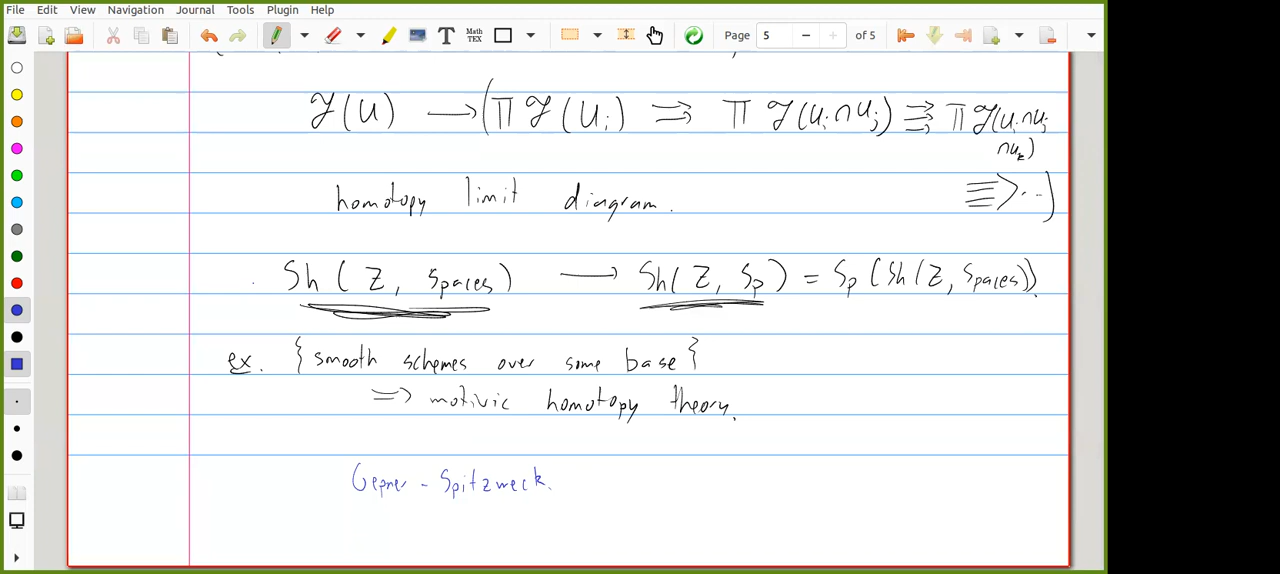 File Edit View Navigation Journal Tools Plugin Help
T Math TEX Page 5 of 5
𝓕(U) → (Π 𝓕(Uᵢ) ⇉ Π 𝓕(Uᵢ∩Uⱼ) ⇶ Π 𝓕(Uᵢ∩Uⱼ
∩Uₖ)
homotopy limit diagram. ≡> ...)
Sh(Z, Spaces) → Sh(Z, Sp) = Sp(Sh(Z, Spaces)).
ex. {smooth schemes over some base}
⇒ motivic homotopy theory.
Gepner - Spitzweck.